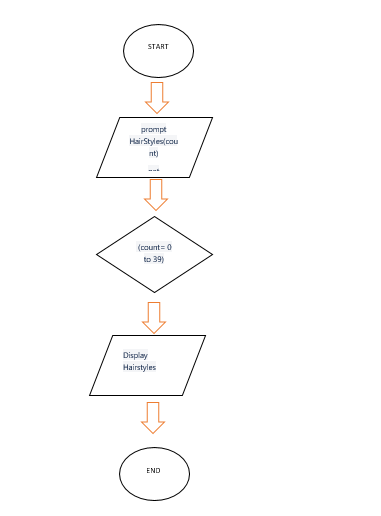 START
prompt
HairStyles(cou
nt)
(count= 0
to 39)
Display
Hairstyles
END